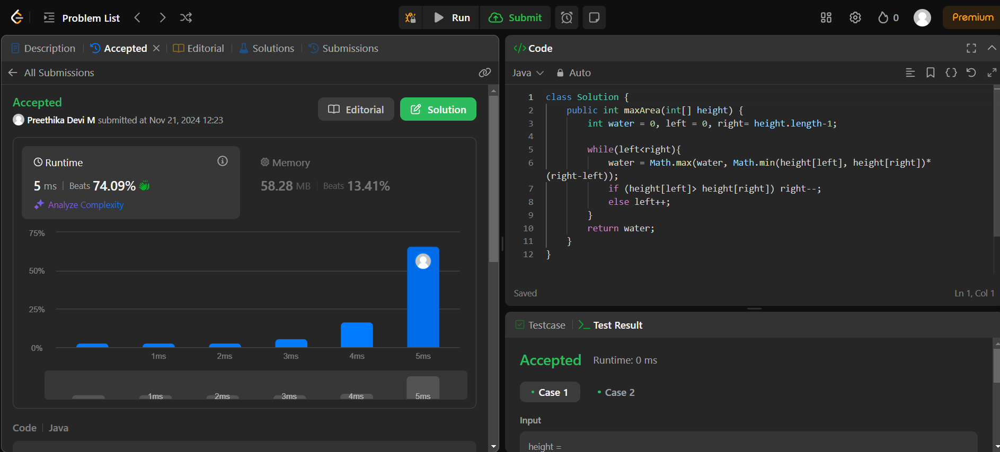 Problem List
Run
Submit
0
Premium
Description
Accepted
Editorial
Solutions
Submissions
All Submissions
Accepted
Preethika Devi M submitted at Nov 21, 2024 12:23
Editorial
Solution
Runtime
5 ms | Beats 74.09%
Analyze Complexity
Memory
58.28 MB | Beats 13.41%
75%
50%
25%
0%
1ms 2ms 3ms 4ms 5ms
1ms 2ms 3ms 4ms 5ms
Code | Java
</> Code
Java
Auto
1 class Solution {
2 public int maxArea(int[] height) {
3 int water = 0, left = 0, right= height.length-1;
4
5 while(left<right){
6 water = Math.max(water, Math.min(height[left], height[right])*
(right-left));
7 if (height[left]> height[right]) right--;
8 else left++;
9 }
10 return water;
11 }
12 }
Saved
Ln 1, Col 1
Testcase
Test Result
Accepted Runtime: 0 ms
• Case 1
• Case 2
Input
height =